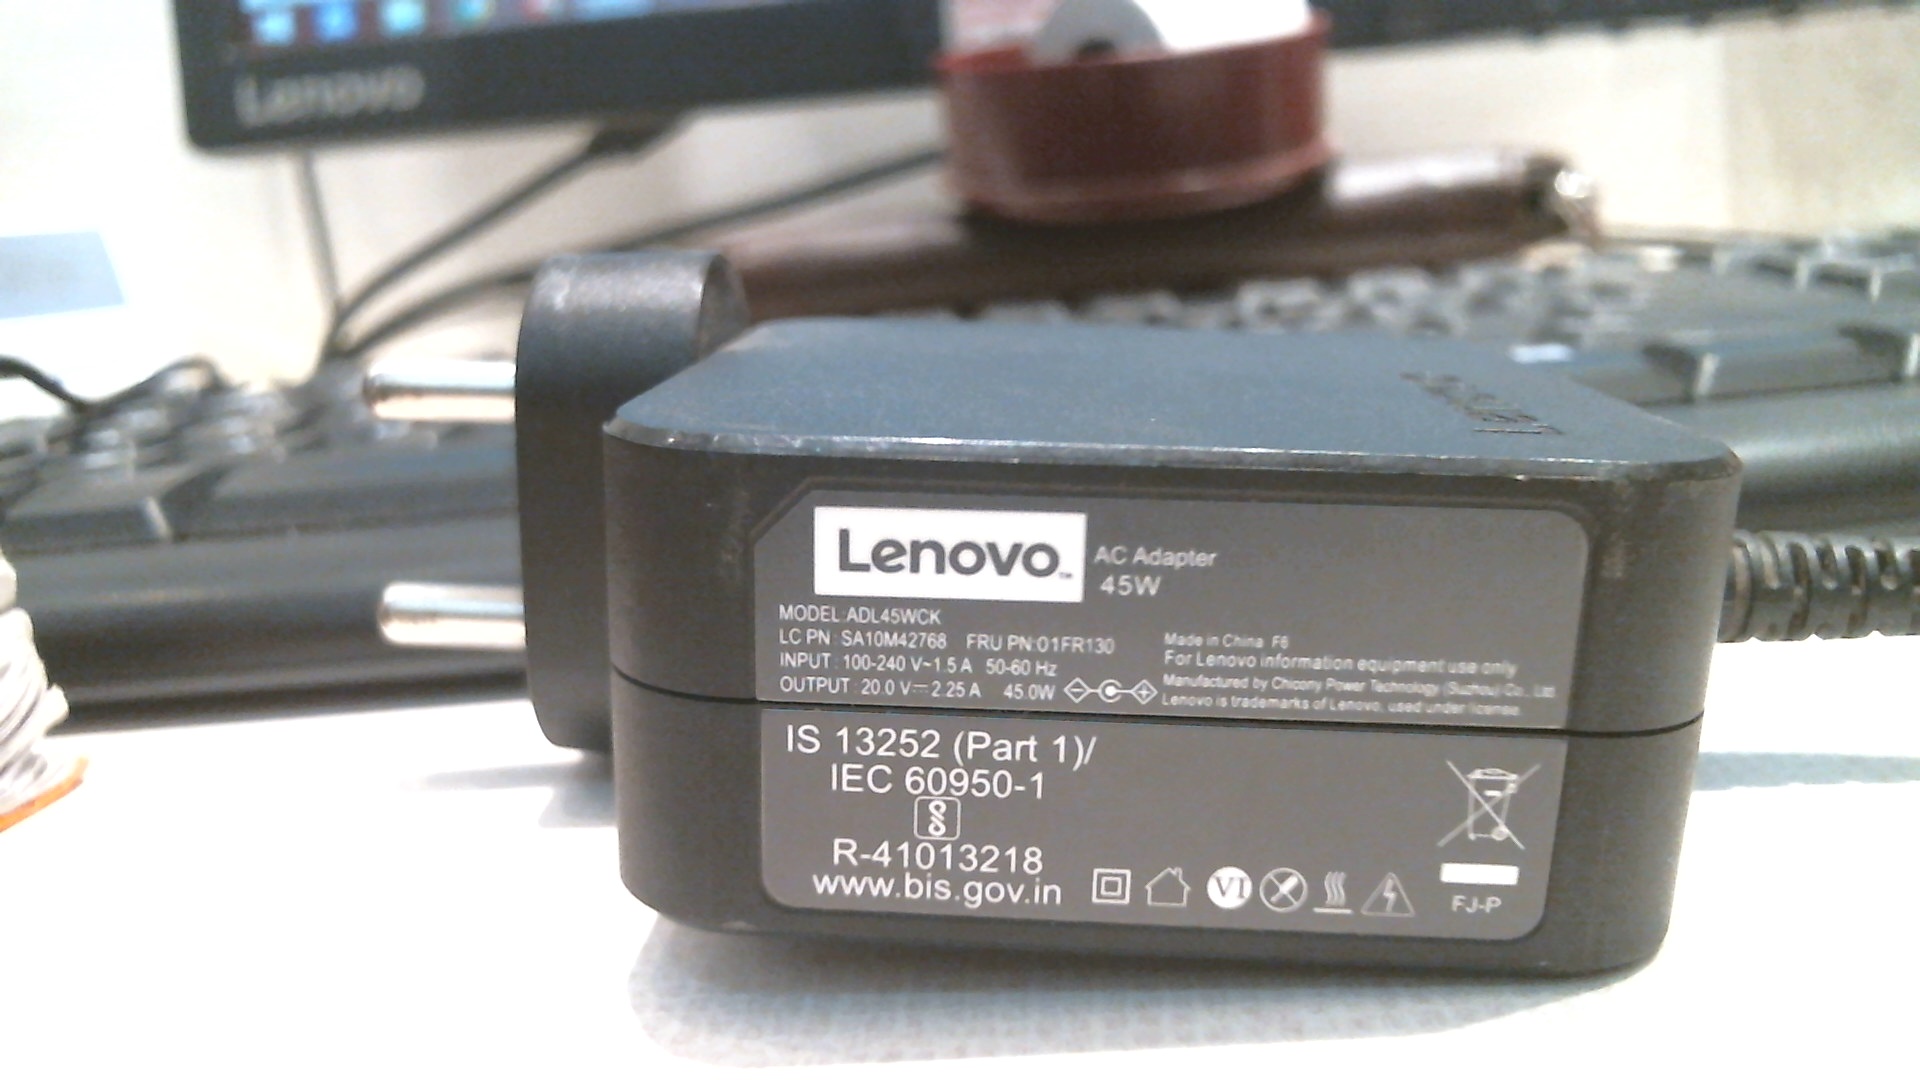 Lenovo
Lenovo
Lenovo™ AC Adapter
45W
MODEL:ADL45WCK
LC PN: SA10M42768 FRU PN:01FR130
INPUT: 100-240 V~1.5 A 50-60 Hz
OUTPUT: 20.0 V⎓2.25 A 45.0W
Made in China F6
For Lenovo information equipment use only
Manufactured by Chicony Power Technology (Suzhou) Co., Ltd.
Lenovo is trademarks of Lenovo, used under license.
IS 13252 (Part 1)/
IEC 60950-1
R-41013218
www.bis.gov.in
VI
FJ-P